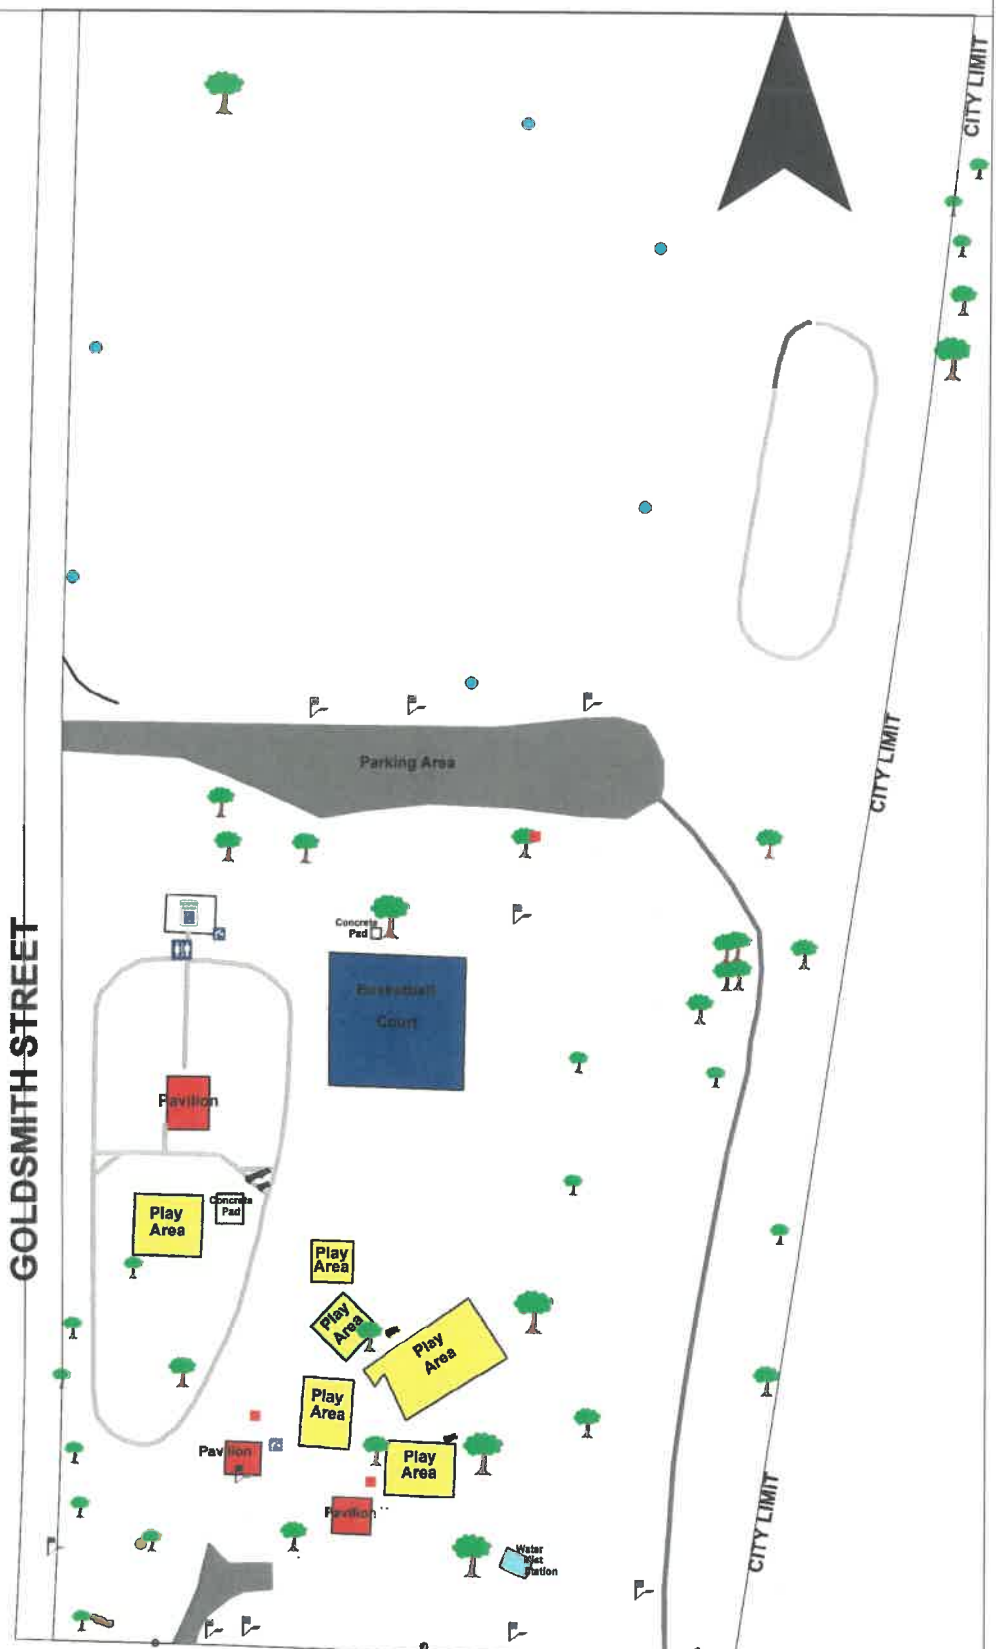 CITY LIMIT
Parking Area
CITY LIMIT
GOLDSMITH STREET
Concrete
Pad
Basketball
Court
Pavilion
Play
Area
Concrete
Pad
Play
Area
Play
Area
Play
Area
Play
Area
Pavilion
Play
Area
Pavilion
CITY LIMIT
Water
Station